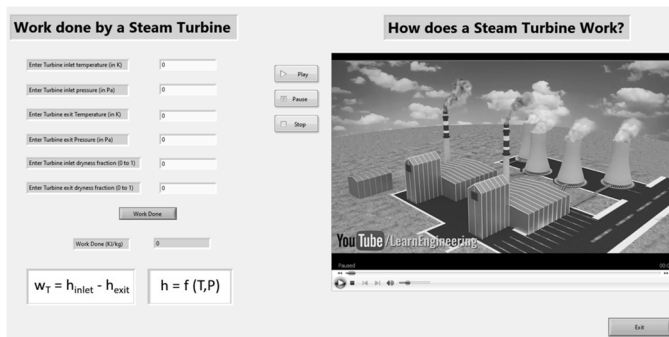 Work done by a Steam Turbine
How does a Steam Turbine Work?
Enter Turbine inlet temperature (in K)
0
Enter Turbine inlet pressure (in Pa)
0
Enter Turbine exit Temperature (in K)
0
Enter Turbine exit Pressure (in Pa)
0
Enter Turbine inlet dryness fraction (0 to 1)
0
Enter Turbine exit dryness fraction (0 to 1)
0
Work Done
Work Done (KJ/kg)
0
w_T = h_inlet - h_exit
h = f (T,P)
Play
Pause
Stop
YouTube /LearnEngineering
Paused
Exit